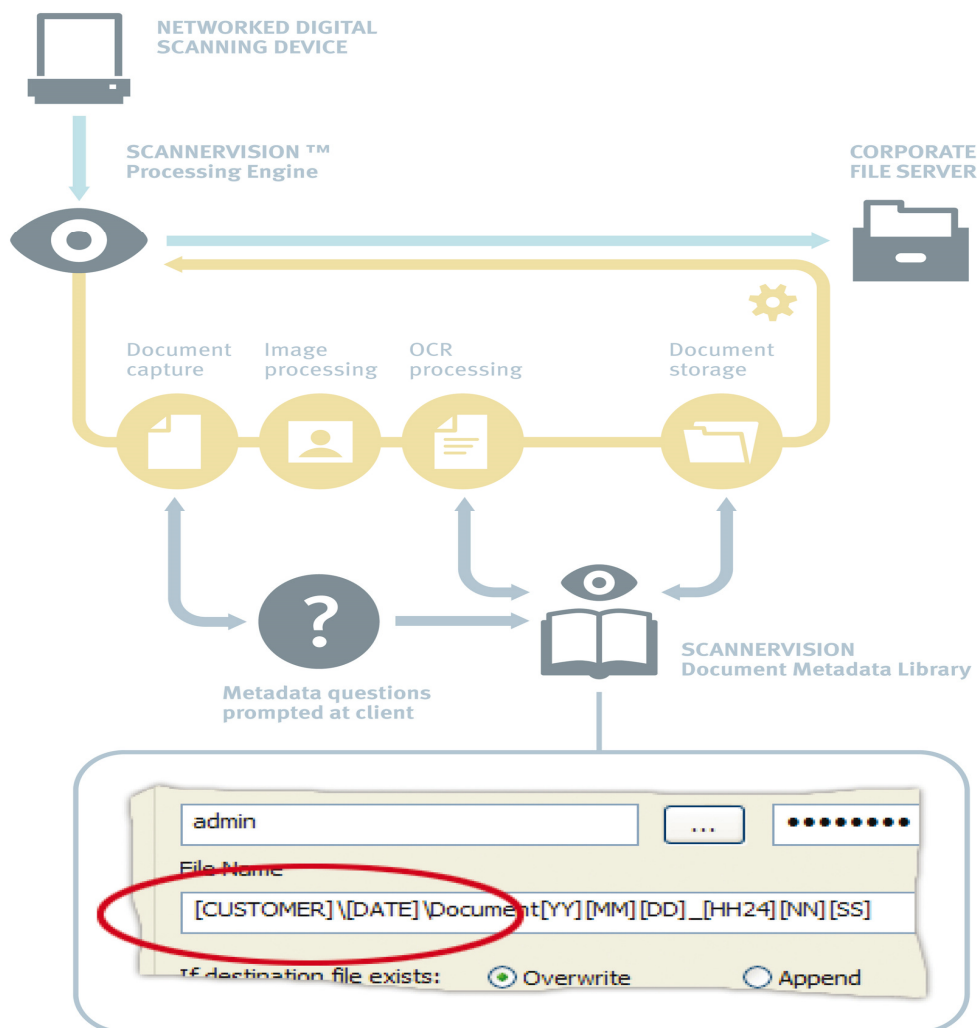 NETWORKED DIGITAL
SCANNING DEVICE
SCANNERVISION ™
Processing Engine
CORPORATE
FILE SERVER
Document
capture
Image
processing
OCR
processing
Document
storage
?
Metadata questions
prompted at client
SCANNERVISION
Document Metadata Library
admin
...
••••••••
File Name
[CUSTOMER]\[DATE]\Document[YY][MM][DD]_[HH24][NN][SS]
If destination file exists:
Overwrite
Append